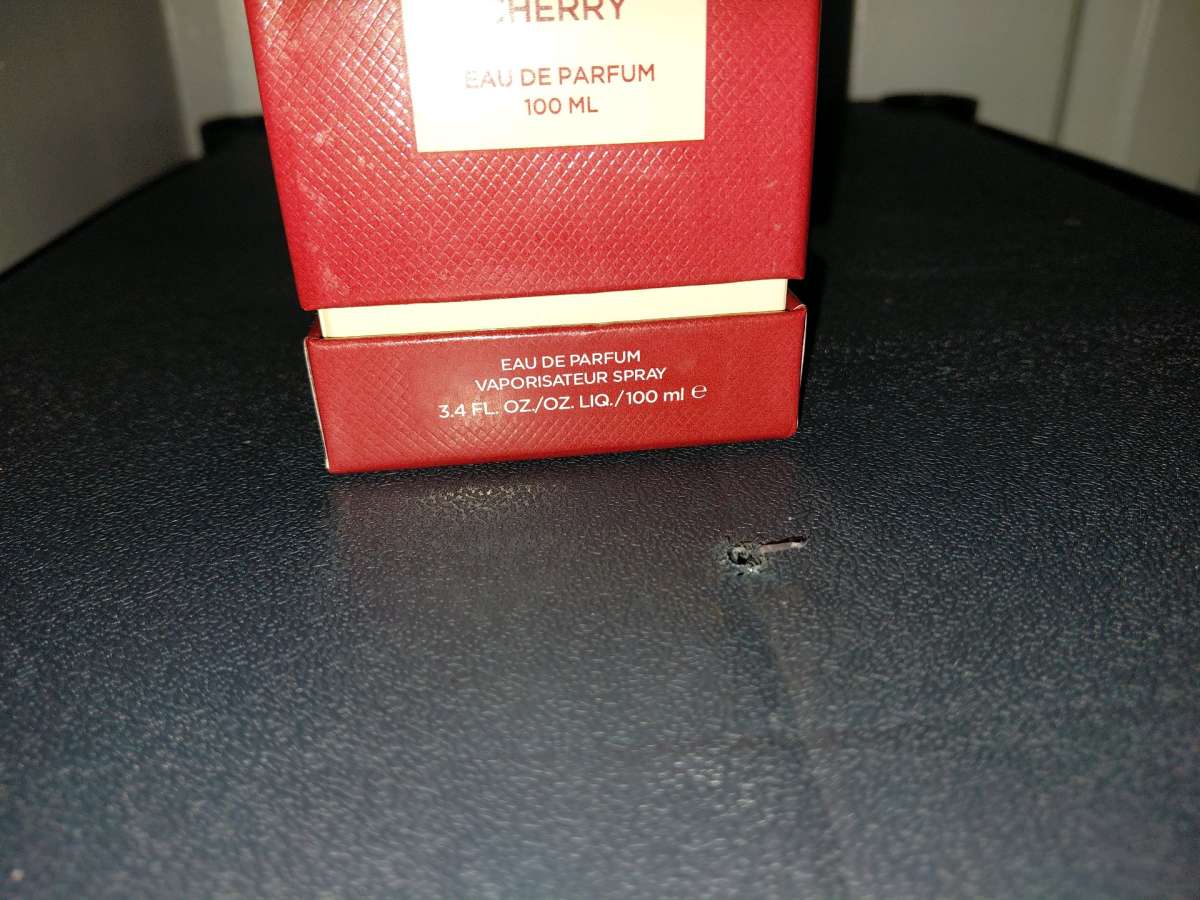 CHERRY
EAU DE PARFUM
100 ML
EAU DE PARFUM
VAPORISATEUR SPRAY
3.4 FL. OZ./OZ. LIQ./100 ml ℮